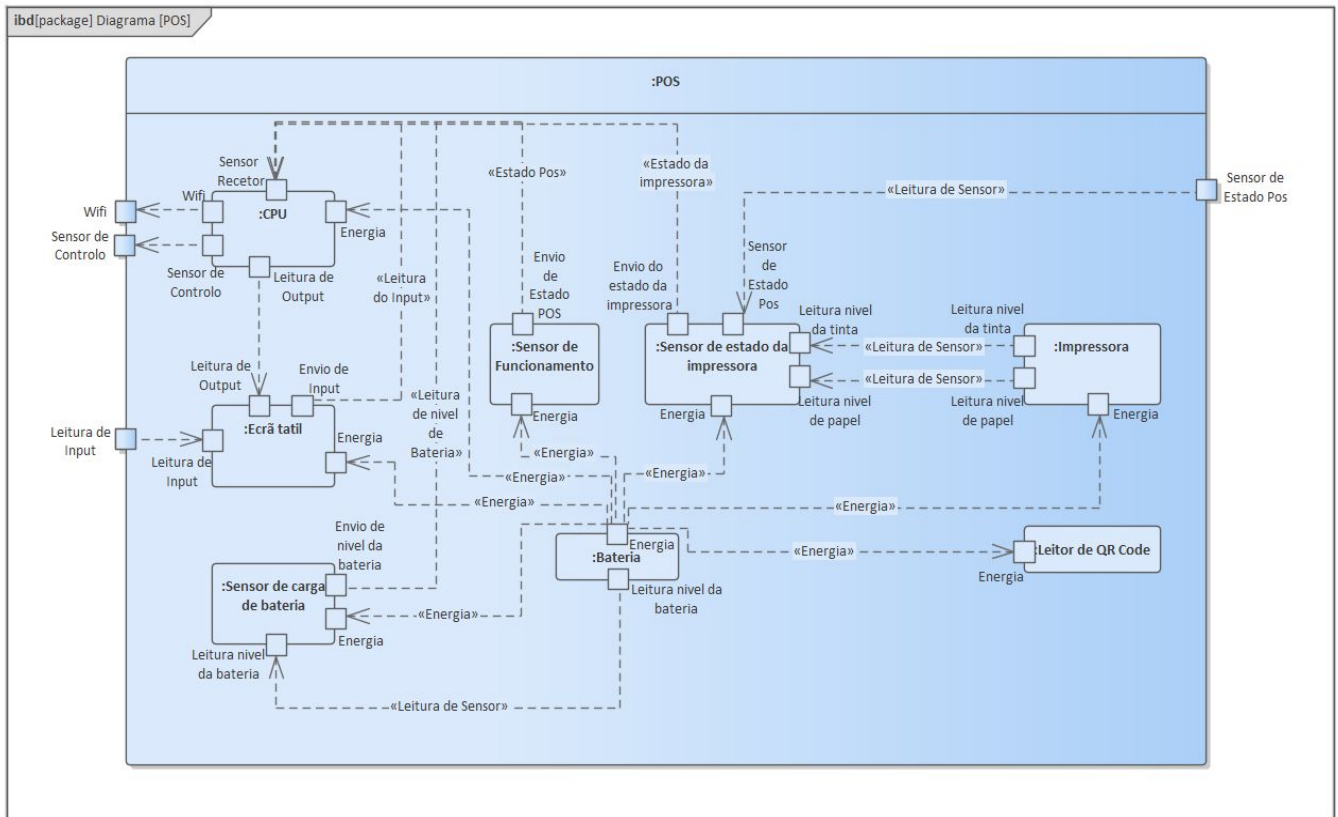 ibd[package] Diagrama [POS]
:POS
Sensor
Recetor
«Estado Pos»
«Estado da
impressora»
«Leitura de Sensor»
Sensor de
Estado Pos
Wifi
Wifi
:CPU
Energia
Sensor de
Controlo
Sensor de
Controlo
Leitura de
Output
«Leitura
do Input»
Envio
de
Estado
POS
Envio do
estado da
impressora
Sensor
de
Estado
Pos
Leitura nivel
da tinta
Leitura nivel
da tinta
:Sensor de
Funcionamento
:Sensor de estado da
impressora
«Leitura de Sensor»
:Impressora
«Leitura de Sensor»
Leitura nivel
de papel
Leitura nivel
de papel
Leitura de
Output
Envio de
Input
«Leitura
de nivel
de
Bateria»
Energia
Energia
Energia
Leitura de
Input
:Ecrã tatil
Energia
Leitura de
Input
«Energia»
«Energia»
«Energia»
«Energia»
«Energia»
Envio de
nivel da
bateria
Energia
:Bateria
«Energia»
:Leitor de QR Code
Energia
:Sensor de carga
de bateria
Leitura nivel da
bateria
«Energia»
Energia
Leitura nivel
da bateria
«Leitura de Sensor»